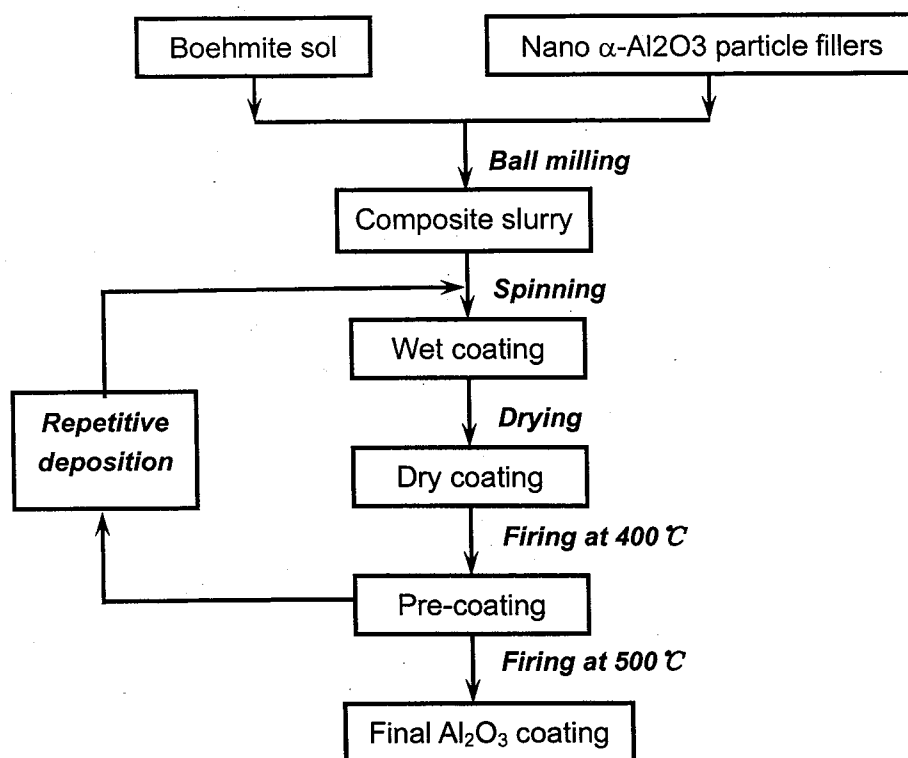 Boehmite sol
Nano α-Al2O3 particle fillers
Ball milling
Composite slurry
Spinning
Wet coating
Repetitive
deposition
Drying
Dry coating
Firing at 400℃
Pre-coating
Firing at 500℃
Final Al₂O₃ coating